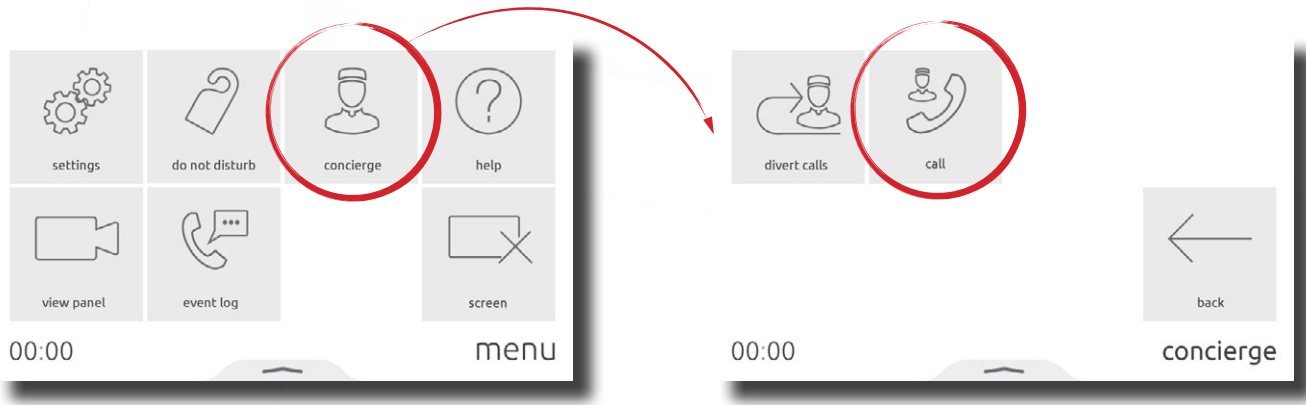 settings
do not disturb
concierge
help
view panel
event log
screen
00:00
menu
divert calls
call
back
00:00
concierge